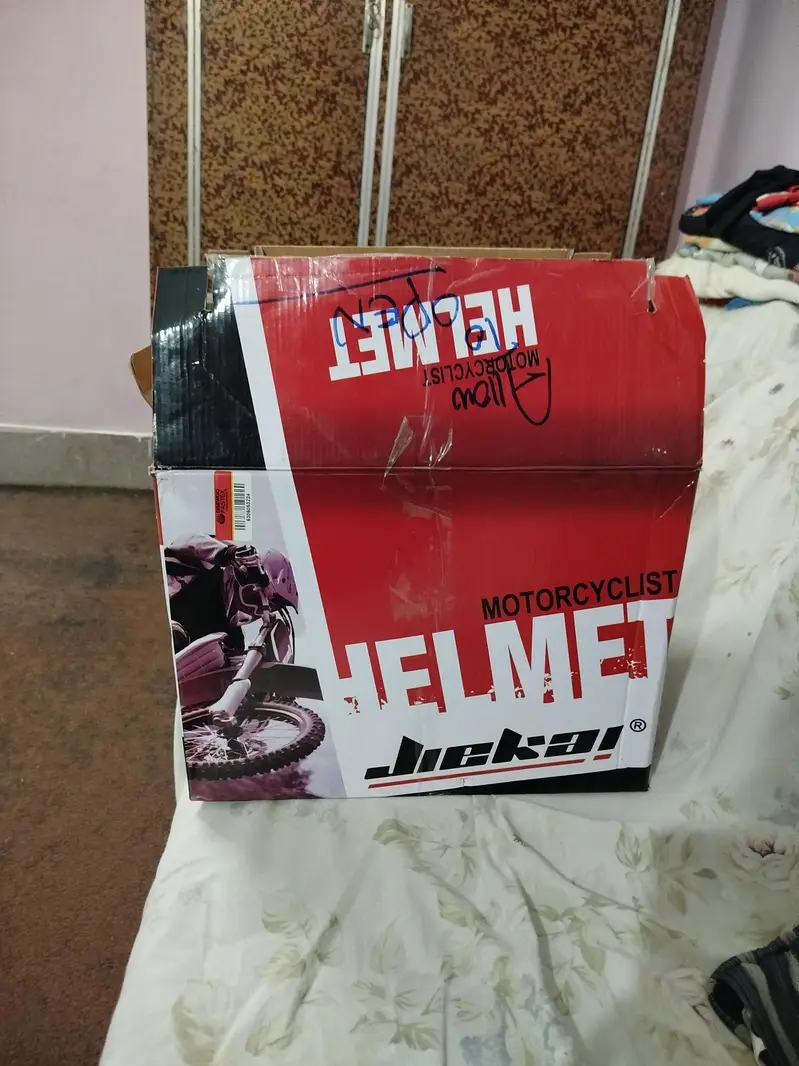 Allow
to
OPEN
MOTORCYCLIST
HELMET
MOTORCYCLIST
HELMET
Jiekai®